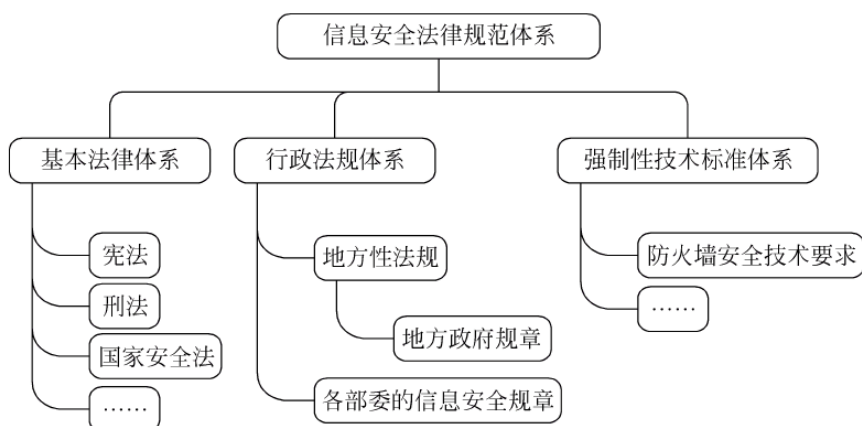 信息安全法律规范体系
基本法律体系
行政法规体系
强制性技术标准体系
宪法
刑法
国家安全法
……
地方性法规
地方政府规章
各部委的信息安全规章
防火墙安全技术要求
……